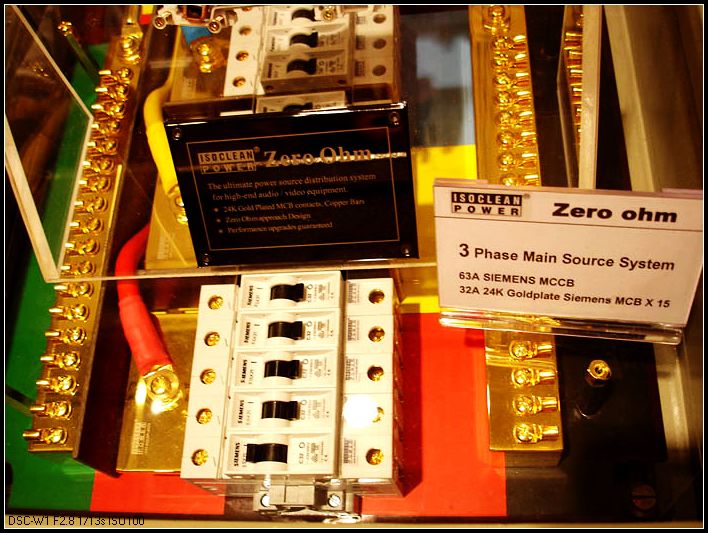 ISOCLEAN POWER Zero Ohm
The ultimate power source distribution system
for high-end audio / video equipment.
24K Gold Plated MCB contacts, Copper Bars
Zero Ohm approach Design
Performance upgrades guaranteed
ISOCLEAN
POWER
Zero ohm
3 Phase Main Source System
63A SIEMENS MCCB
32A 24K Goldplate Siemens MCB X 15
SIEMENS
SIEMENS
SIEMENS
SIEMENS
SIEMENS
DSC-W1 F2.8 1/13s ISO100